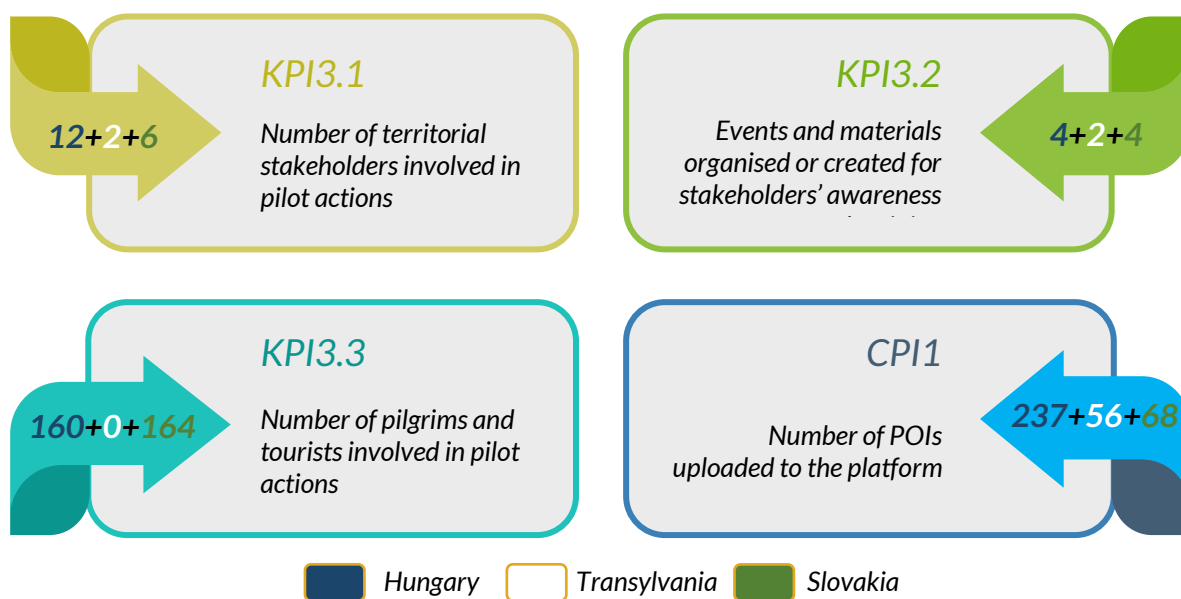 KPI3.1
12+2+6
Number of territorial
stakeholders involved in
pilot actions
KPI3.2
4+2+4
Events and materials
organised or created for
stakeholders’ awareness
KPI3.3
160+0+164
Number of pilgrims and
tourists involved in pilot
actions
CPI1
237+56+68
Number of POIs
uploaded to the platform
Hungary
Transylvania
Slovakia